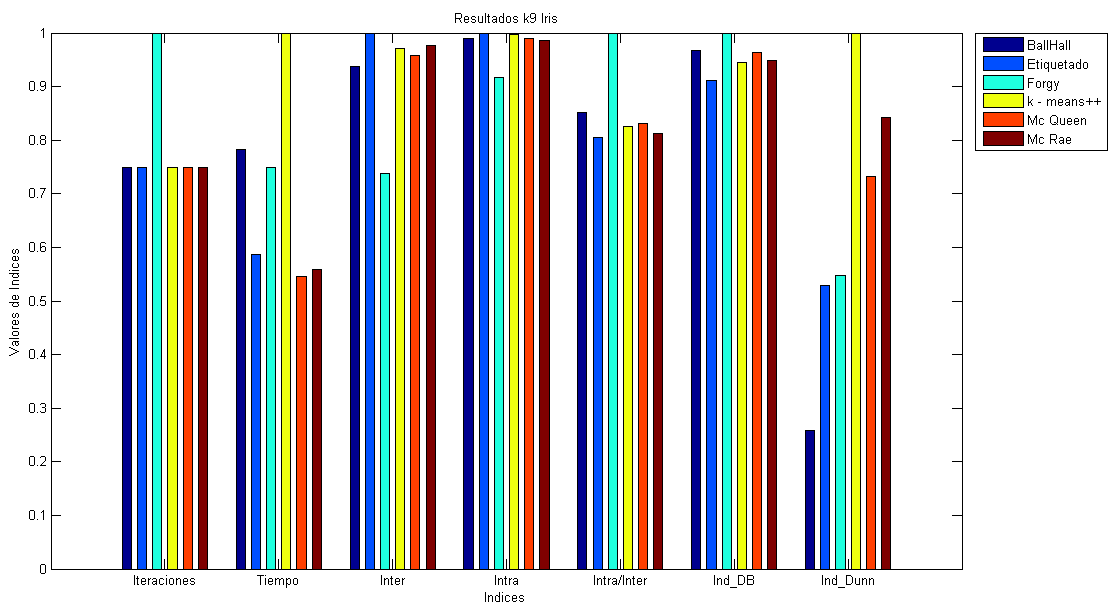 Resultados k9 Iris
1
0.9
0.8
0.7
0.6
0.5
0.4
0.3
0.2
0.1
0
Valores de Indices
Iteraciones Tiempo Inter Intra Intra/Inter Ind_DB Ind_Dunn
Indices
BallHall
Etiquetado
Forgy
k - means++
Mc Queen
Mc Rae